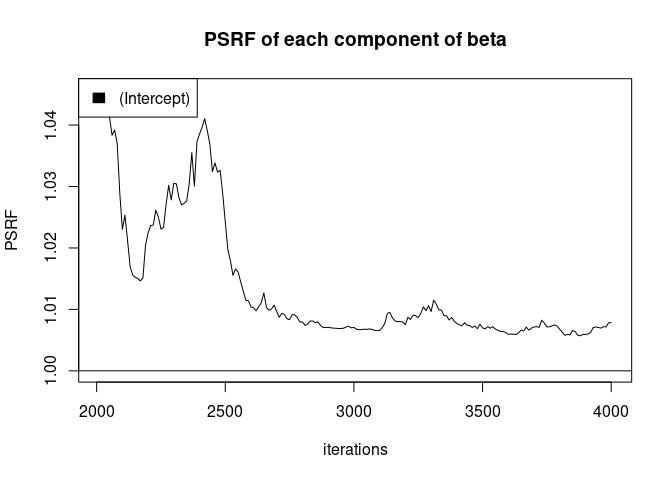 PSRF of each component of beta
(Intercept)
PSRF
1.04
1.03
1.02
1.01
1.00
2000 2500 3000 3500 4000
iterations